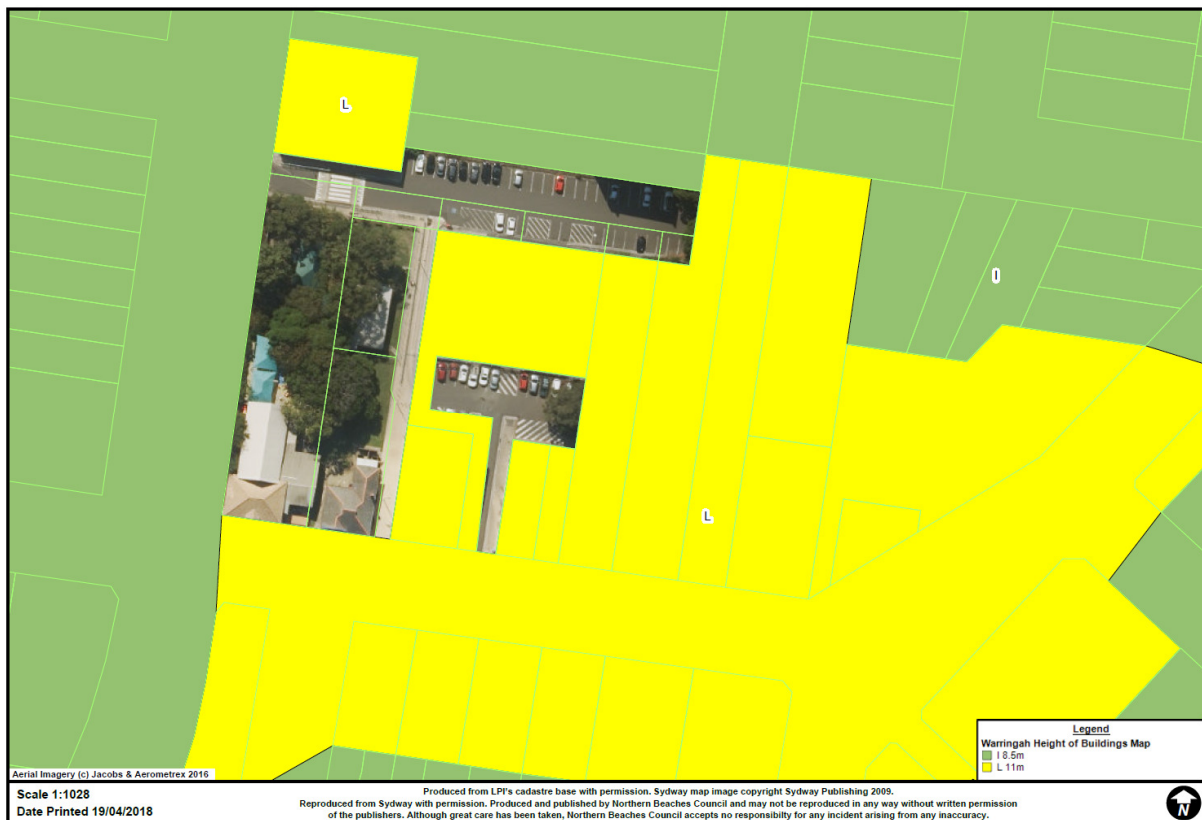 L
I
L
Legend
Warringah Height of Buildings Map
I 8.5m
L 11m
Aerial Imagery (c) Jacobs & Aerometrex 2016
Scale 1:1028
Date Printed 19/04/2018
Produced from LPI's cadastre base with permission. Sydway map image copyright Sydway Publishing 2009.
Reproduced from Sydway with permission. Produced and published by Northern Beaches Council and may not be reproduced in any way without written permission
of the publishers. Although great care has been taken, Northern Beaches Council accepts no responsibilty for any incident arising from any inaccuracy.
N